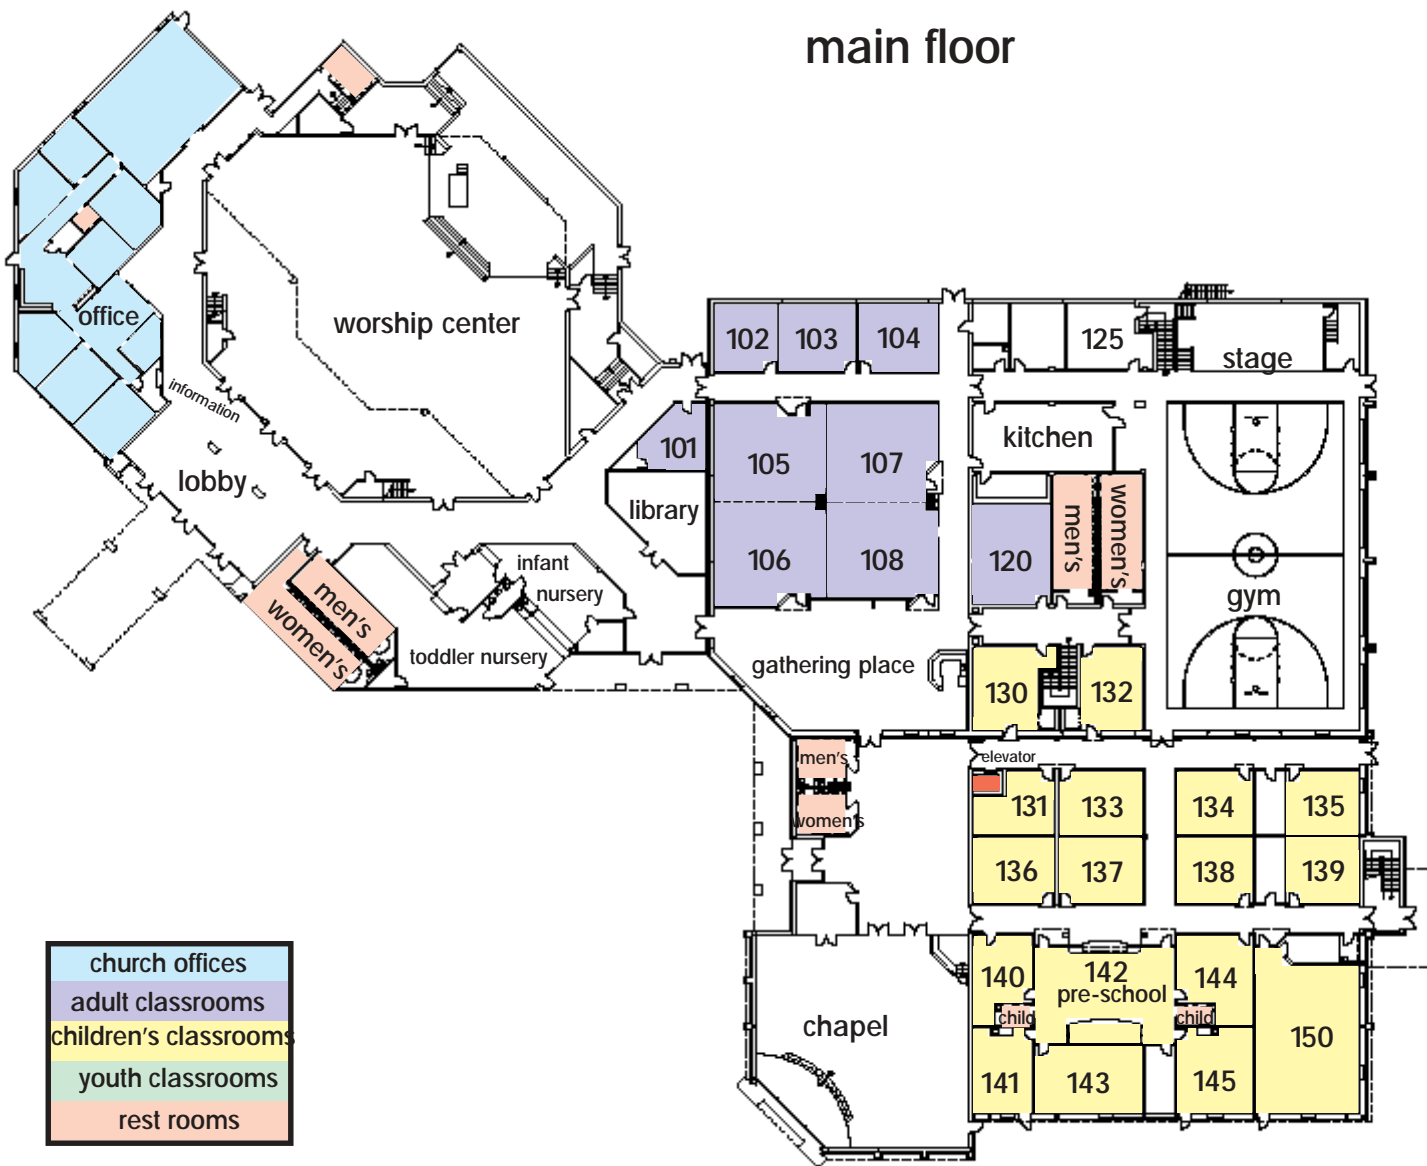 main floor
office
worship center
information
lobby
102
103
104
125
stage
101
105
107
kitchen
library
106
108
120
men's
women's
gym
infant
nursery
men's
women's
toddler nursery
gathering place
130
132
men's
women's
elevator
131
133
134
135
136
137
138
139
140
142
pre-school
144
child
child
150
chapel
141
143
145
church offices
adult classrooms
children's classrooms
youth classrooms
rest rooms